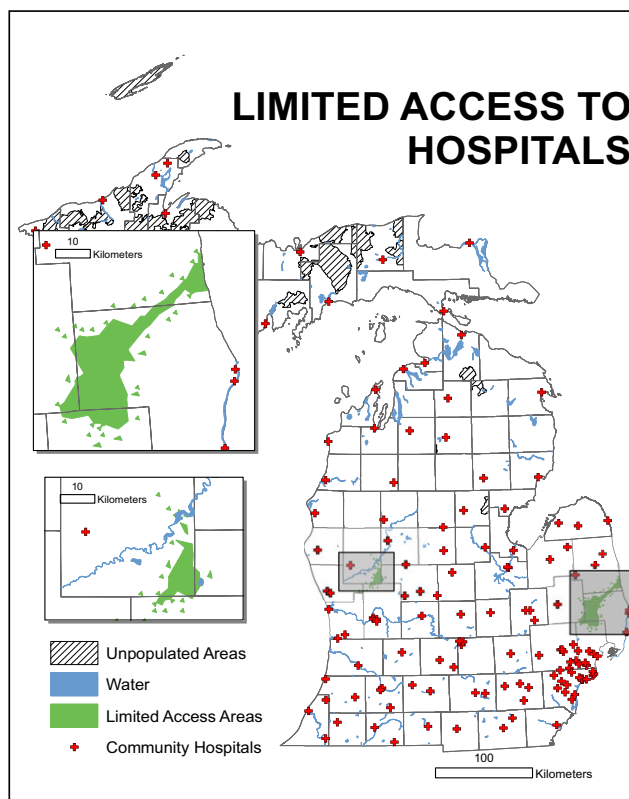 LIMITED ACCESS TO
HOSPITALS
10
Kilometers
10
Kilometers
Unpopulated Areas
Water
Limited Access Areas
Community Hospitals
100
Kilometers